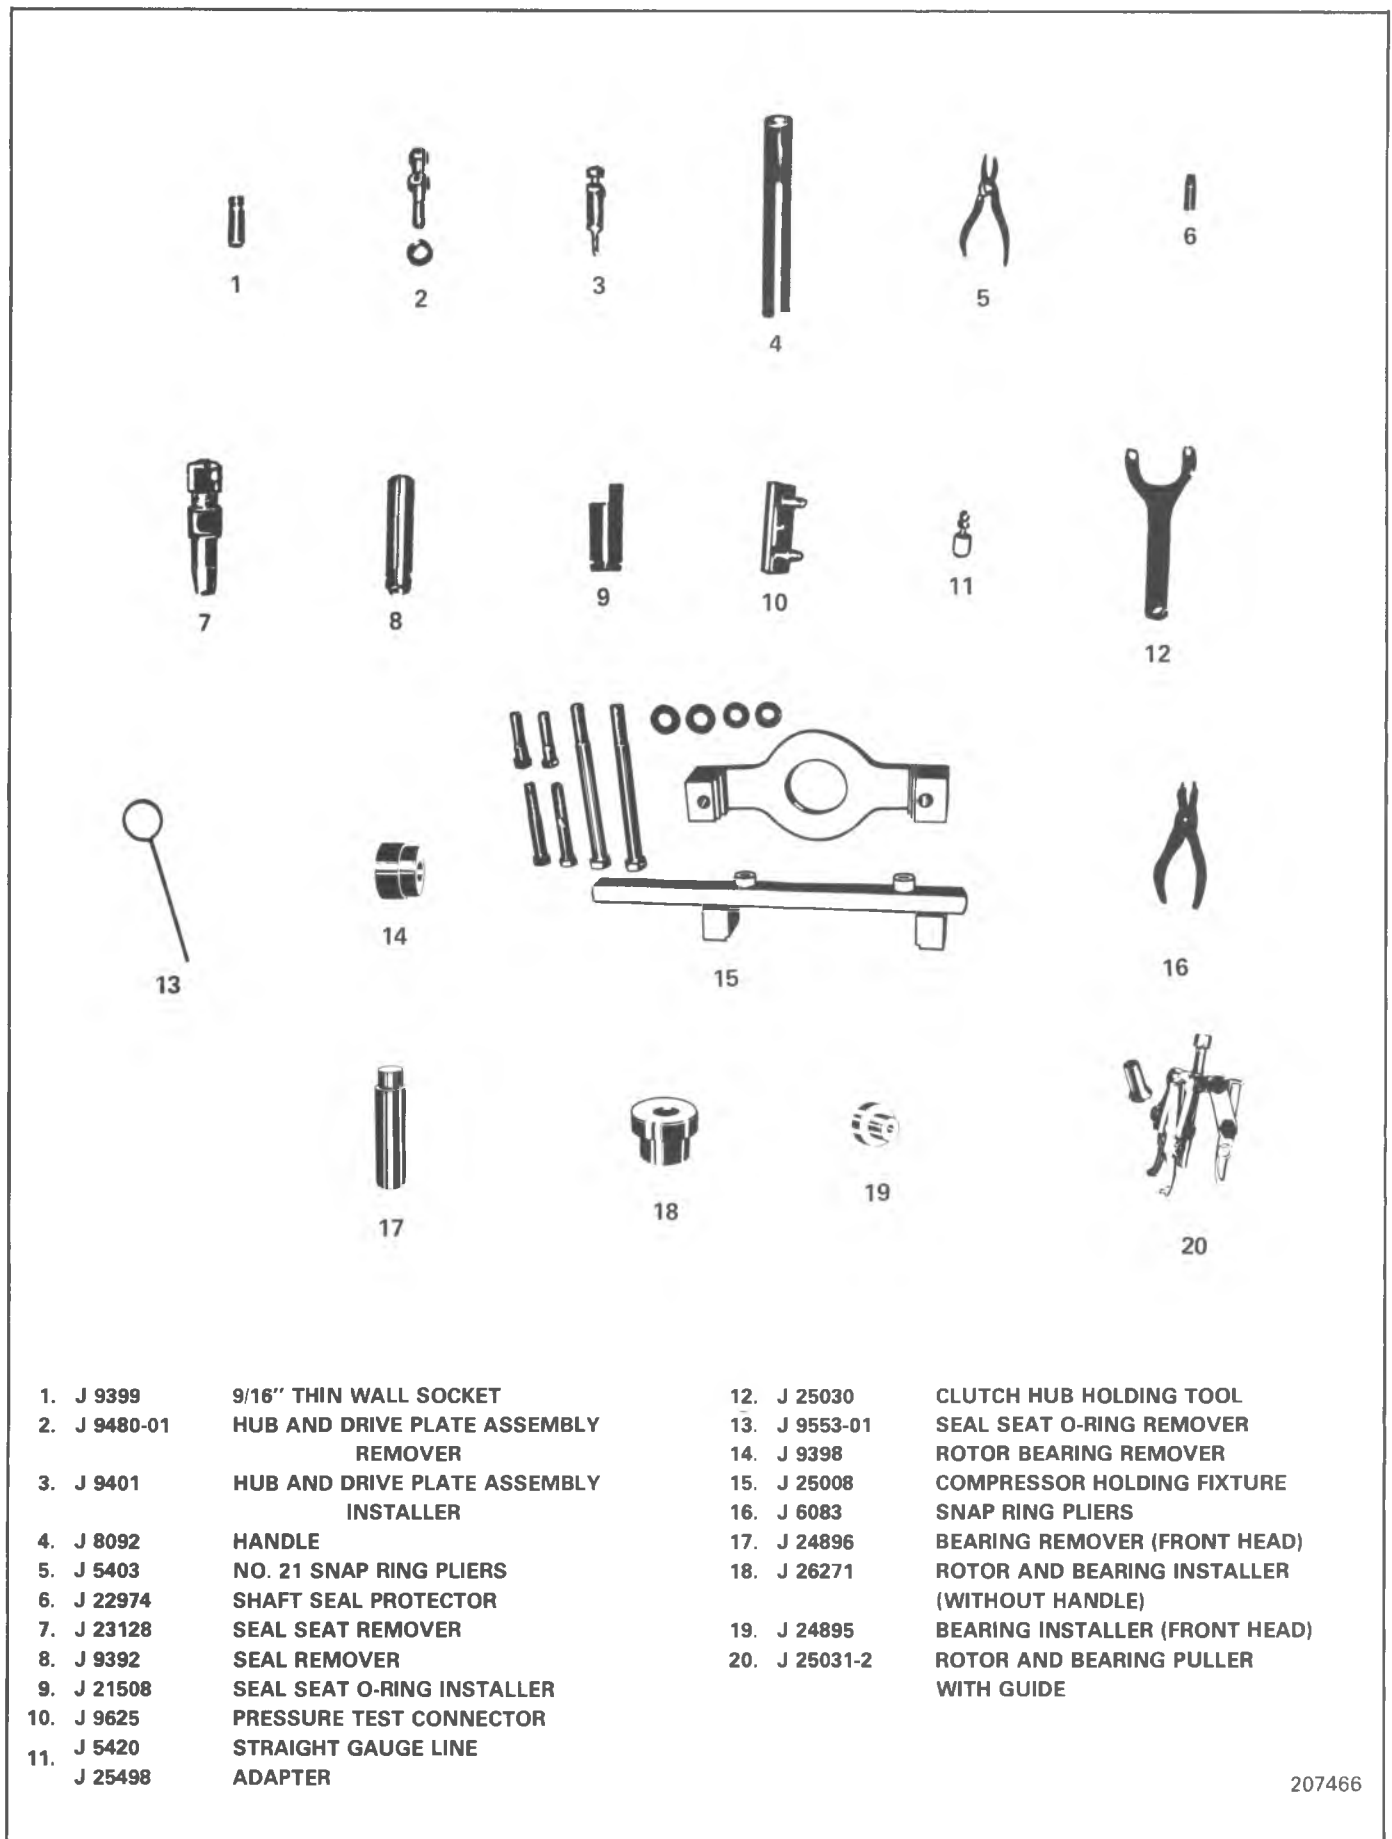 1
2
3
4
5
6
7
8
9
10
11
12
13
14
15
16
17
18
19
20
1. J 9399 9/16" THIN WALL SOCKET
2. J 9480-01 HUB AND DRIVE PLATE ASSEMBLY
REMOVER
3. J 9401 HUB AND DRIVE PLATE ASSEMBLY
INSTALLER
4. J 8092 HANDLE
5. J 5403 NO. 21 SNAP RING PLIERS
6. J 22974 SHAFT SEAL PROTECTOR
7. J 23128 SEAL SEAT REMOVER
8. J 9392 SEAL REMOVER
9. J 21508 SEAL SEAT O-RING INSTALLER
10. J 9625 PRESSURE TEST CONNECTOR
11. J 5420 STRAIGHT GAUGE LINE
J 25498 ADAPTER
12. J 25030 CLUTCH HUB HOLDING TOOL
13. J 9553-01 SEAL SEAT O-RING REMOVER
14. J 9398 ROTOR BEARING REMOVER
15. J 25008 COMPRESSOR HOLDING FIXTURE
16. J 6083 SNAP RING PLIERS
17. J 24896 BEARING REMOVER (FRONT HEAD)
18. J 26271 ROTOR AND BEARING INSTALLER
(WITHOUT HANDLE)
19. J 24895 BEARING INSTALLER (FRONT HEAD)
20. J 25031-2 ROTOR AND BEARING PULLER
WITH GUIDE
207466